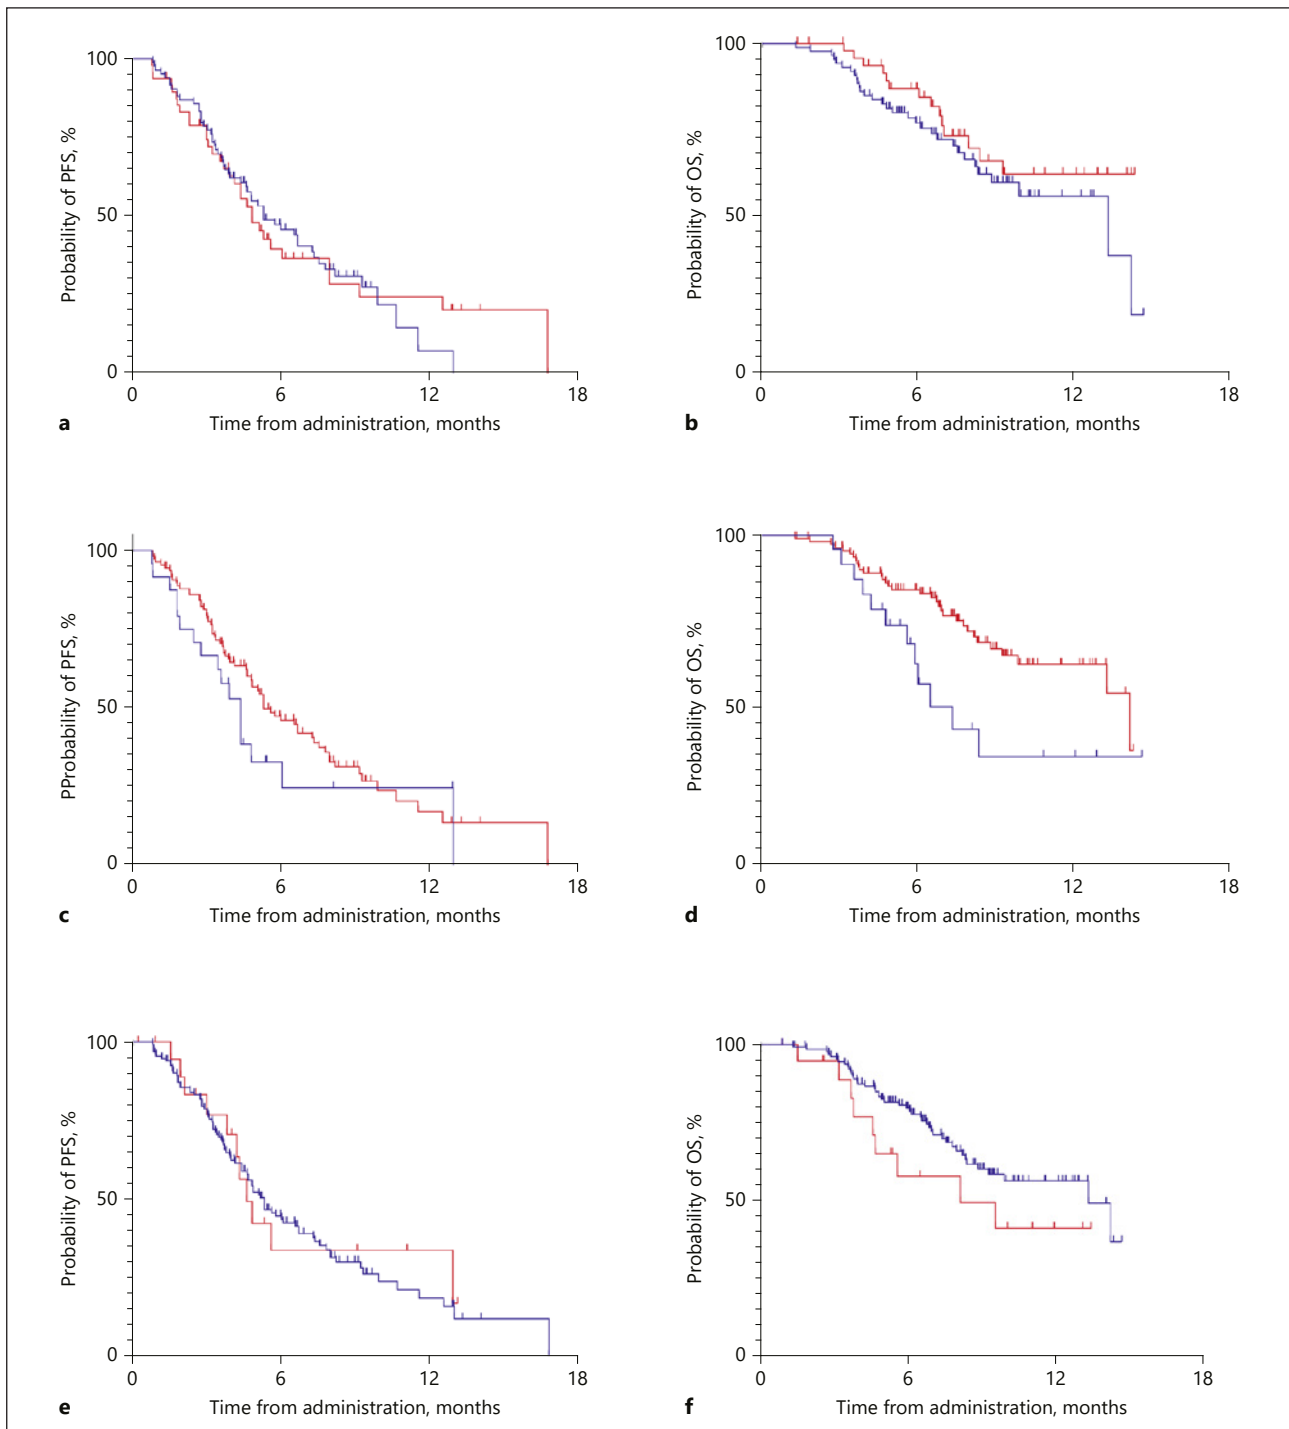 100
50
0
0 6 12 18
Probability of PFS, %
Time from administration, months
a
100
50
0
0 6 12 18
Probability of OS, %
Time from administration, months
b
100
50
0
0 6 12 18
PProbability of PFS, %
Time from administration, months
c
100
50
0
0 6 12 18
Probability of OS, %
Time from administration, months
d
100
50
0
0 6 12 18
Probability of PFS, %
Time from administration, months
e
100
50
0
0 6 12 18
Probability of OS, %
Time from administration, months
f